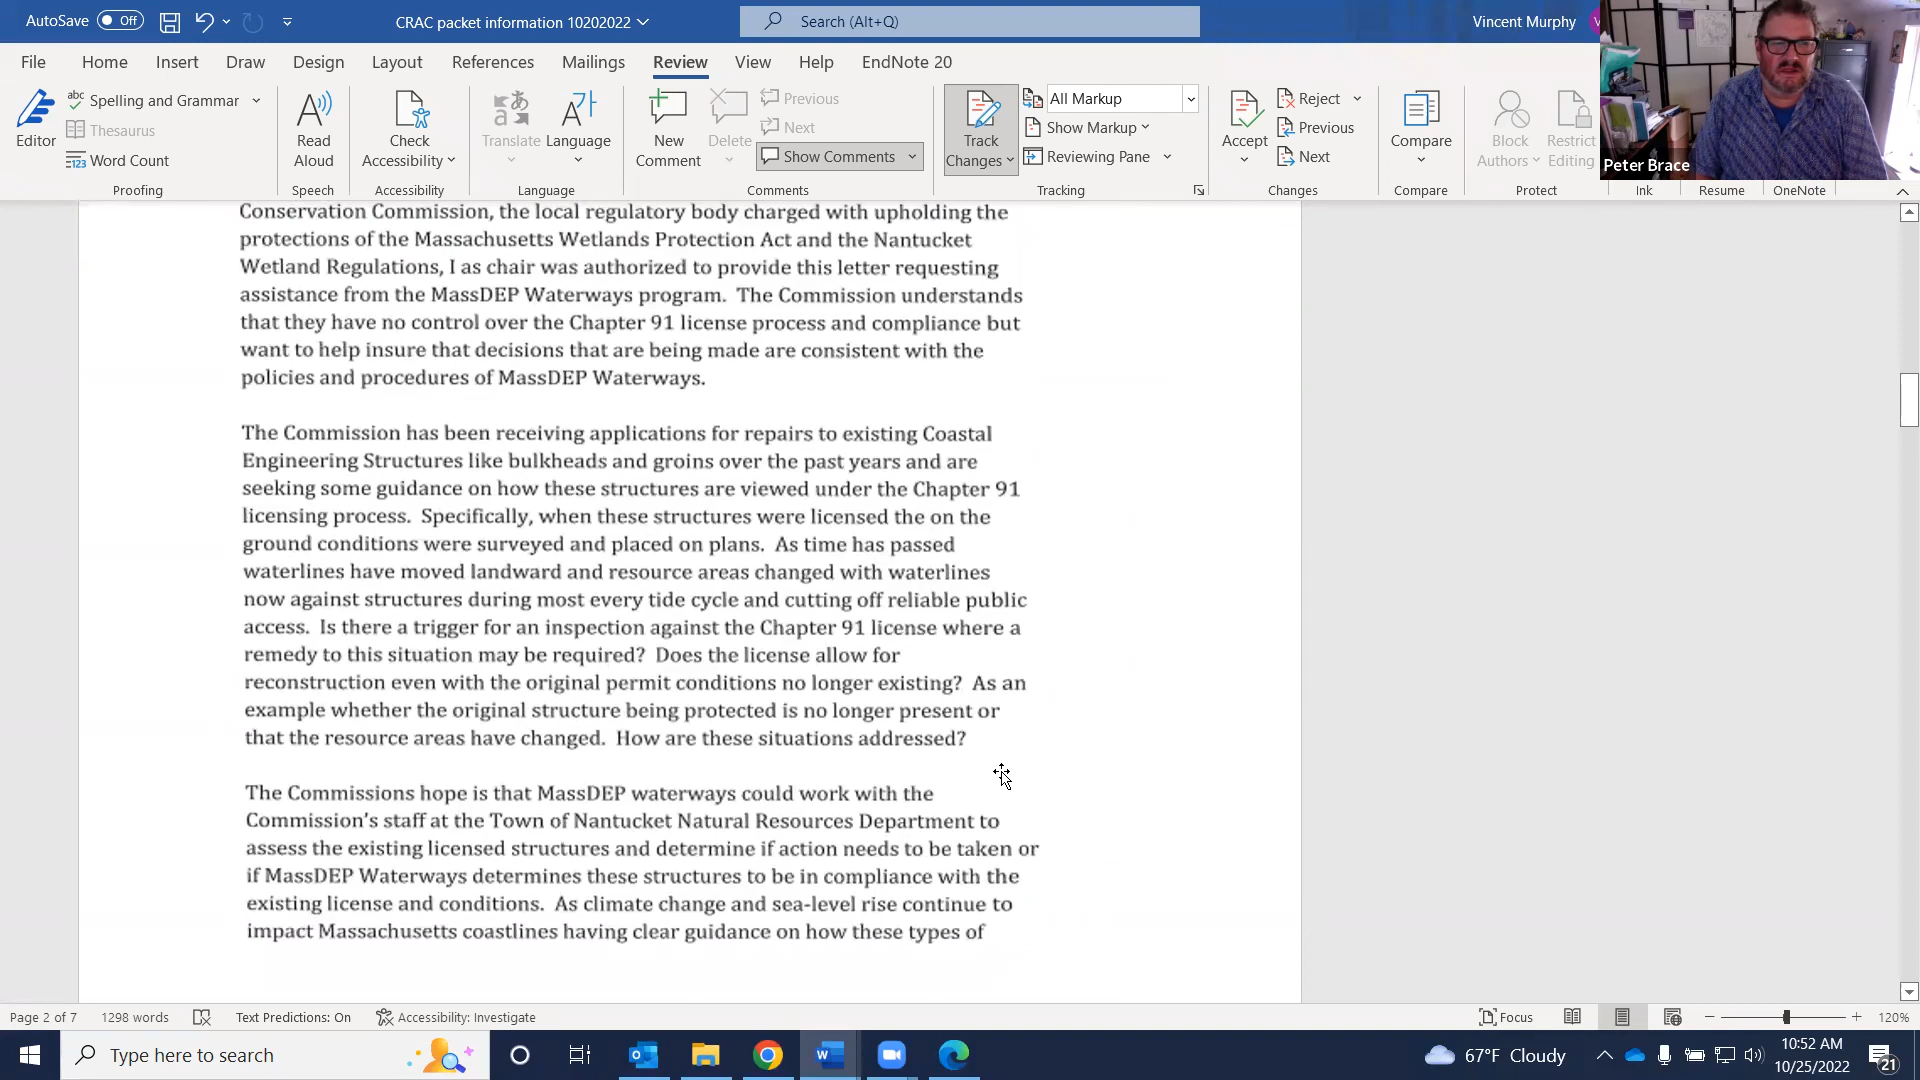 AutoSave Off
CRAC packet information 10202022
Search (Alt+Q)
Vincent Murphy
File Home Insert Draw Design Layout References Mailings Review View Help EndNote 20
Editor
abc Spelling and Grammar
Thesaurus
123 Word Count
Proofing
Read Aloud
Speech
Check Accessibility
Accessibility
Translate
Language
Language
New Comment
Delete
Previous
Next
Show Comments
Comments
Track Changes
All Markup
Show Markup
Reviewing Pane
Tracking
Accept
Reject
Previous
Next
Changes
Compare
Compare
Block Authors
Restrict Editing
Protect
Ink
Resume
OneNote
Peter Brace
Conservation Commission, the local regulatory body charged with upholding the
protections of the Massachusetts Wetlands Protection Act and the Nantucket
Wetland Regulations, I as chair was authorized to provide this letter requesting
assistance from the MassDEP Waterways program.  The Commission understands
that they have no control over the Chapter 91 license process and compliance but
want to help insure that decisions that are being made are consistent with the
policies and procedures of MassDEP Waterways.
The Commission has been receiving applications for repairs to existing Coastal
Engineering Structures like bulkheads and groins over the past years and are
seeking some guidance on how these structures are viewed under the Chapter 91
licensing process.  Specifically, when these structures were licensed the on the
ground conditions were surveyed and placed on plans.  As time has passed
waterlines have moved landward and resource areas changed with waterlines
now against structures during most every tide cycle and cutting off reliable public
access.  Is there a trigger for an inspection against the Chapter 91 license where a
remedy to this situation may be required?  Does the license allow for
reconstruction even with the original permit conditions no longer existing?  As an
example whether the original structure being protected is no longer present or
that the resource areas have changed.  How are these situations addressed?
The Commissions hope is that MassDEP waterways could work with the
Commission's staff at the Town of Nantucket Natural Resources Department to
assess the existing licensed structures and determine if action needs to be taken or
if MassDEP Waterways determines these structures to be in compliance with the
existing license and conditions.  As climate change and sea-level rise continue to
impact Massachusetts coastlines having clear guidance on how these types of
Page 2 of 7 1298 words Text Predictions: On Accessibility: Investigate Focus 120%
Type here to search
67°F Cloudy
10:52 AM
10/25/2022
21